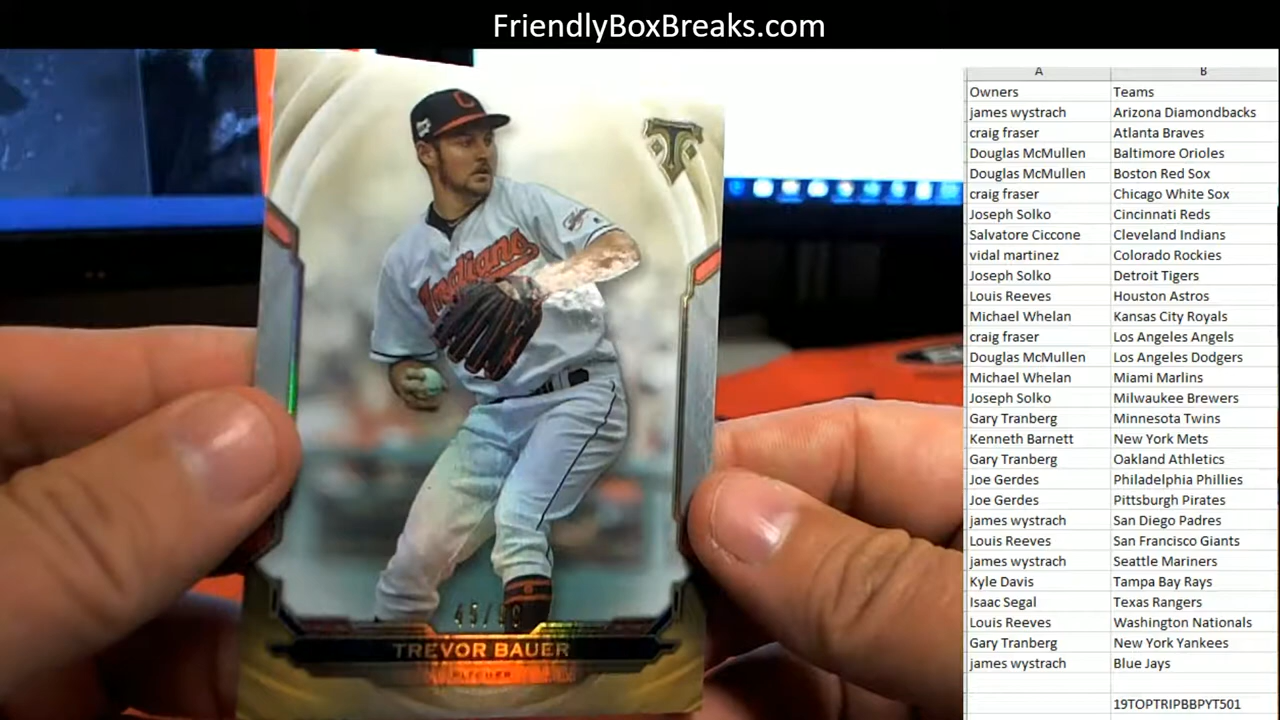 FriendlyBoxBreaks.com
A B
Owners Teams
james wystrach Arizona Diamondbacks
craig fraser Atlanta Braves
Douglas McMullen Baltimore Orioles
Douglas McMullen Boston Red Sox
craig fraser Chicago White Sox
Joseph Solko Cincinnati Reds
Salvatore Ciccone Cleveland Indians
vidal martinez Colorado Rockies
Joseph Solko Detroit Tigers
Louis Reeves Houston Astros
Michael Whelan Kansas City Royals
craig fraser Los Angeles Angels
Douglas McMullen Los Angeles Dodgers
Michael Whelan Miami Marlins
Joseph Solko Milwaukee Brewers
Gary Tranberg Minnesota Twins
Kenneth Barnett New York Mets
Gary Tranberg Oakland Athletics
Joe Gerdes Philadelphia Phillies
Joe Gerdes Pittsburgh Pirates
james wystrach San Diego Padres
Louis Reeves San Francisco Giants
james wystrach Seattle Mariners
Kyle Davis Tampa Bay Rays
Isaac Segal Texas Rangers
Louis Reeves Washington Nationals
Gary Tranberg New York Yankees
james wystrach Blue Jays
19TOPTRIPBBPYT501
C
Indians
TREVOR BAUER
PITCHER